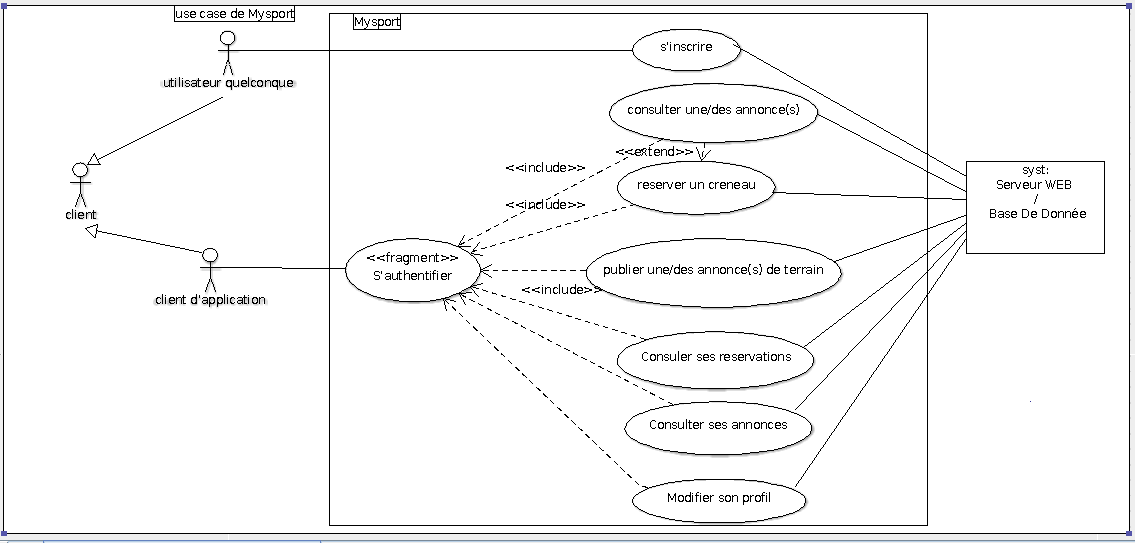 use case de Mysport
Mysport
s'inscrire
utilisateur quelconque
consulter une/des annonce(s)
<<extend>>
<<include>>
syst:
Serveur WEB
/
Base De Donnée
reserver un creneau
client
<<include>>
<<fragment>>
S'authentifier
publier une/des annonce(s) de terrain
client d'application
<<include>>
Consuler ses reservations
Consulter ses annonces
Modifier son profil